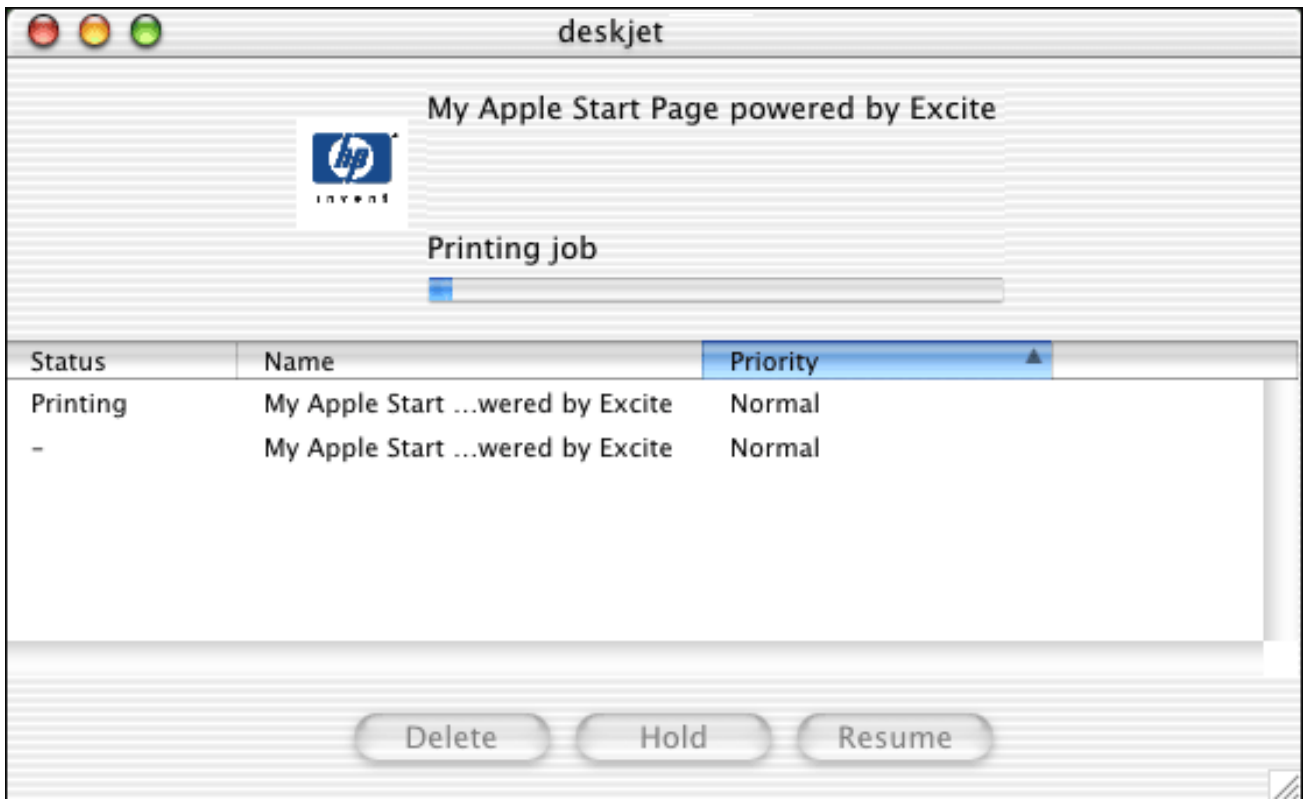 deskjet
My Apple Start Page powered by Excite
hp
invent
Printing job
Status Name Priority
Printing My Apple Start ...wered by Excite Normal
- My Apple Start ...wered by Excite Normal
Delete Hold Resume